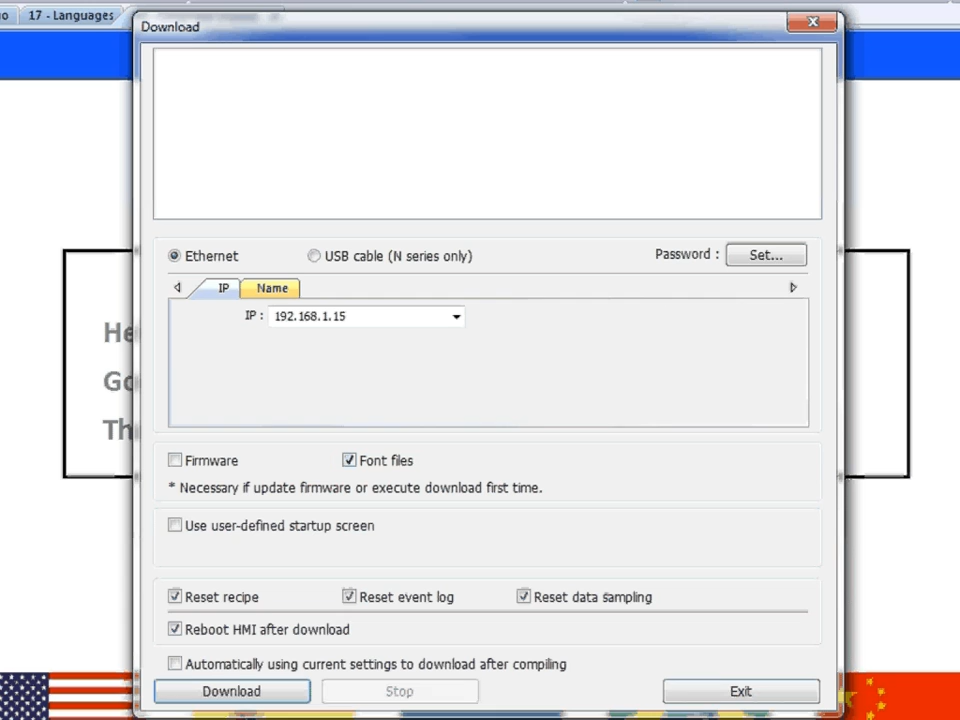 17 - Languages
Download
Ethernet
USB cable (N series only)
Password :
Set...
IP
Name
IP :
192.168.1.15
Firmware
Font files
* Necessary if update firmware or execute download first time.
Use user-defined startup screen
Reset recipe
Reset event log
Reset data sampling
Reboot HMI after download
Automatically using current settings to download after compiling
Download
Stop
Exit